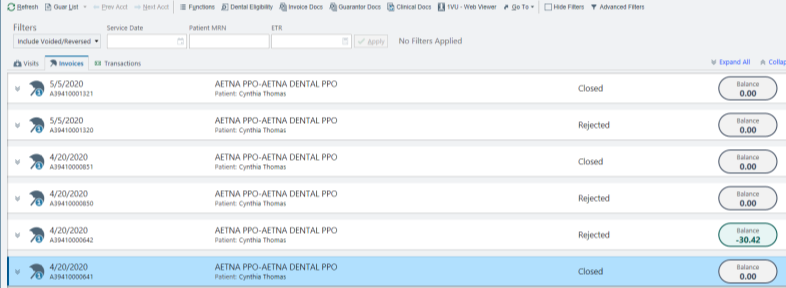 Refresh Guar List Prev Acct Next Acct Functions Dental Eligibility Invoice Docs Guarantor Docs Clinical Docs 1VU - Web Viewer Go To Hide Filters Advanced Filters
Filters Service Date Patient MRN ETR
Include Voided/Reversed Apply No Filters Applied
Visits Invoices Transactions Expand All Collap
5/5/2020 AETNA PPO-AETNA DENTAL PPO Closed Balance
A39410001321 Patient: Cynthia Thomas 0.00
5/5/2020 AETNA PPO-AETNA DENTAL PPO Rejected Balance
A39410001320 Patient: Cynthia Thomas 0.00
4/20/2020 AETNA PPO-AETNA DENTAL PPO Closed Balance
A39410000851 Patient: Cynthia Thomas 0.00
4/20/2020 AETNA PPO-AETNA DENTAL PPO Rejected Balance
A39410000850 Patient: Cynthia Thomas 0.00
4/20/2020 AETNA PPO-AETNA DENTAL PPO Rejected Balance
A39410000642 Patient: Cynthia Thomas -30.42
4/20/2020 AETNA PPO-AETNA DENTAL PPO Closed Balance
A39410000641 Patient: Cynthia Thomas 0.00